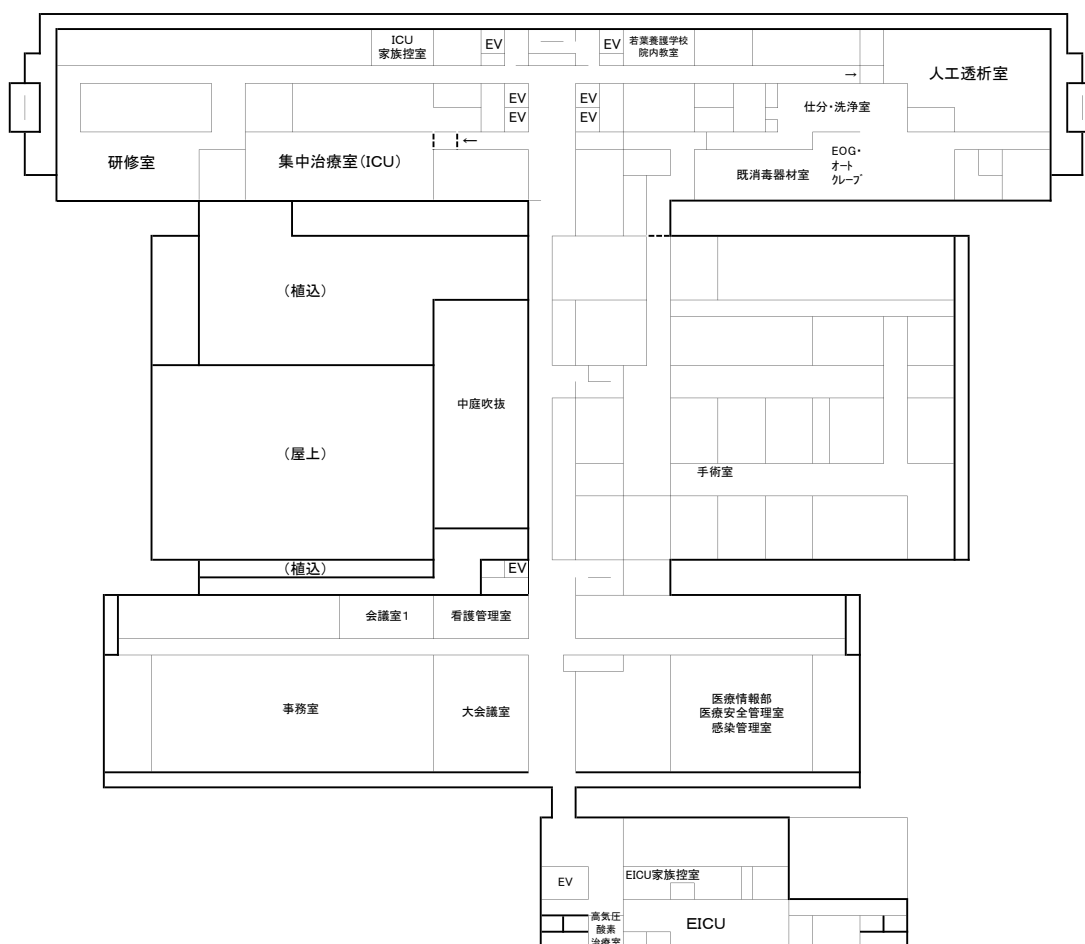 ICU
家族控室
EV
EV
若葉養護学校
院内教室
→
人工透析室
EV
EV
EV
EV
仕分・洗浄室
←
研修室
集中治療室(ICU)
既消毒器材室
EOG・
オート
クレーブ
(植込)
中庭吹抜
(屋上)
手術室
(植込)
EV
会議室1
看護管理室
事務室
大会議室
医療情報部
医療安全管理室
感染管理室
EV
EICU家族控室
高気圧
酸素
治療室
EICU